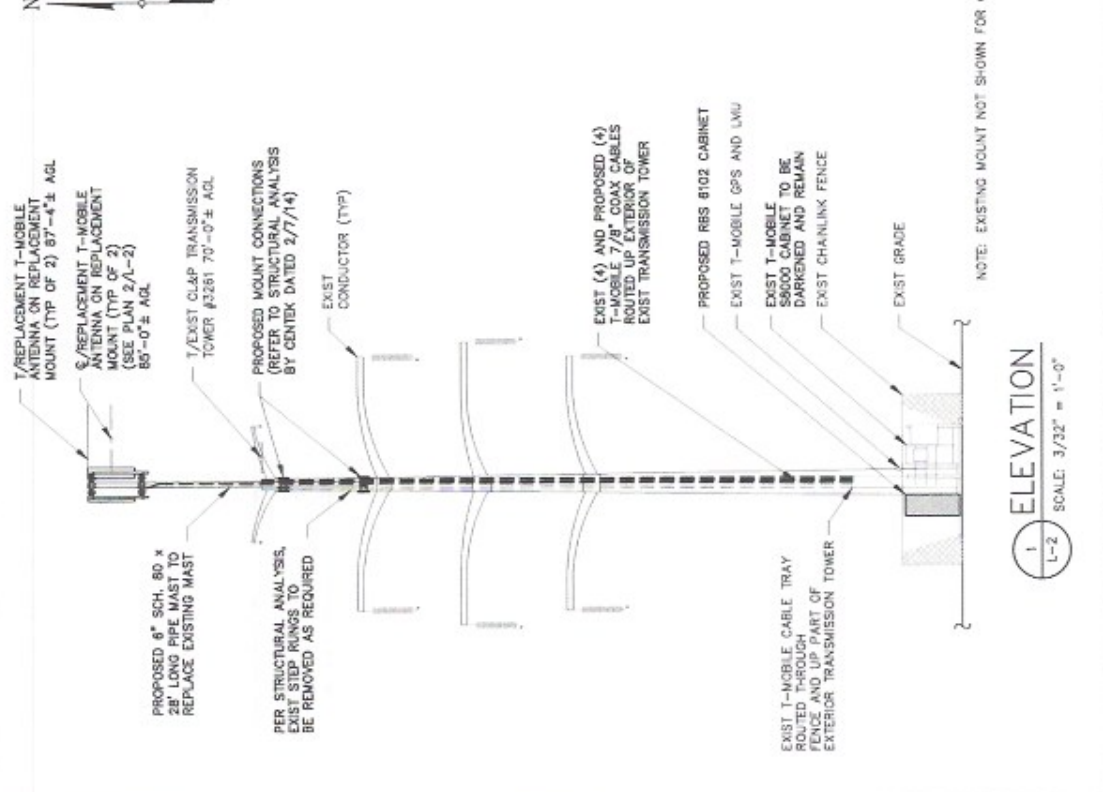 N
T/REPLACEMENT T-MOBILE
ANTENNA ON REPLACEMENT
MOUNT (TYP OF 2) 87'-4"± AGL
℄/REPLACEMENT T-MOBILE
ANTENNA ON REPLACEMENT
MOUNT (TYP OF 2)
(SEE PLAN 2/L-2)
85'-0"± AGL
T/EXIST CL&P TRANSMISSION
TOWER #3261 70'-0"± AGL
PROPOSED MOUNT CONNECTIONS
(REFER TO STRUCTURAL ANALYSIS
BY CENTEK DATED 2/7/14)
EXIST
CONDUCTOR (TYP)
PROPOSED 6" SCH. 80 x
28' LONG PIPE MAST TO
REPLACE EXISTING MAST
PER STRUCTURAL ANALYSIS,
EXIST STEP RUNGS TO
BE REMOVED AS REQUIRED
EXIST (4) AND PROPOSED (4)
T-MOBILE 7/8" COAX CABLES
ROUTED UP EXTERIOR OF
EXIST TRANSMISSION TOWER
PROPOSED RBS 6102 CABINET
EXIST T-MOBILE GPS AND LMU
EXIST T-MOBILE
S8000 CABINET TO BE
DARKENED AND REMAIN
EXIST CHAINLINK FENCE
EXIST GRADE
EXIST T-MOBILE CABLE TRAY
ROUTED THROUGH
FENCE AND UP PART OF
EXTERIOR TRANSMISSION TOWER
NOTE: EXISTING MOUNT NOT SHOWN FOR
1
L-2
ELEVATION
SCALE: 3/32" = 1'-0"